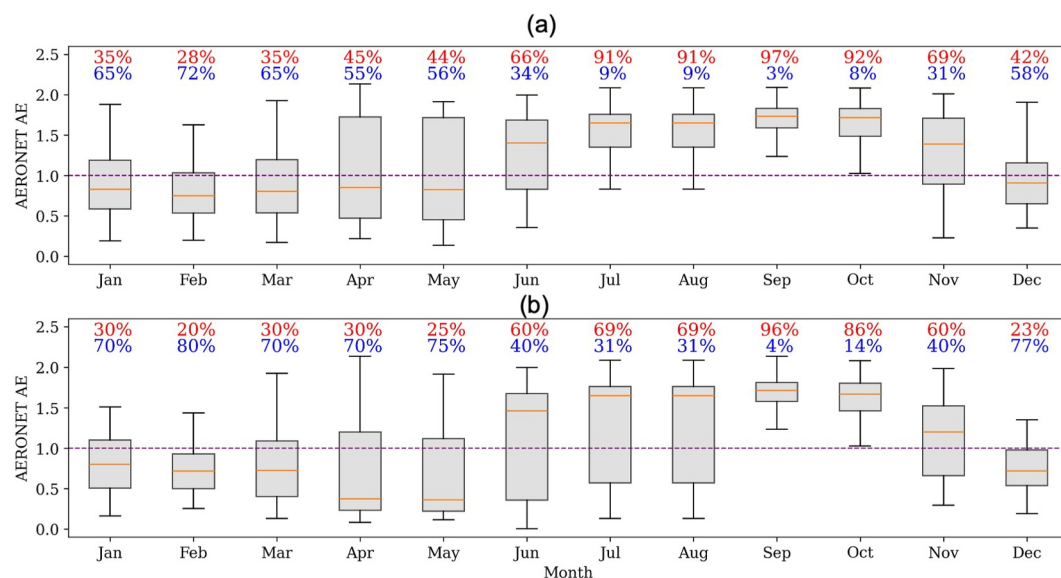 (a)
35% 28% 35% 45% 44% 66% 91% 91% 97% 92% 69% 42%
65% 72% 65% 55% 56% 34% 9% 9% 3% 8% 31% 58%
2.5
2.0
1.5
1.0
0.5
0.0
AERONET AE
Jan Feb Mar Apr May Jun Jul Aug Sep Oct Nov Dec
(b)
30% 20% 30% 30% 25% 60% 69% 69% 96% 86% 60% 23%
70% 80% 70% 70% 75% 40% 31% 31% 4% 14% 40% 77%
2.5
2.0
1.5
1.0
0.5
0.0
AERONET AE
Jan Feb Mar Apr May Jun Jul Aug Sep Oct Nov Dec
Month